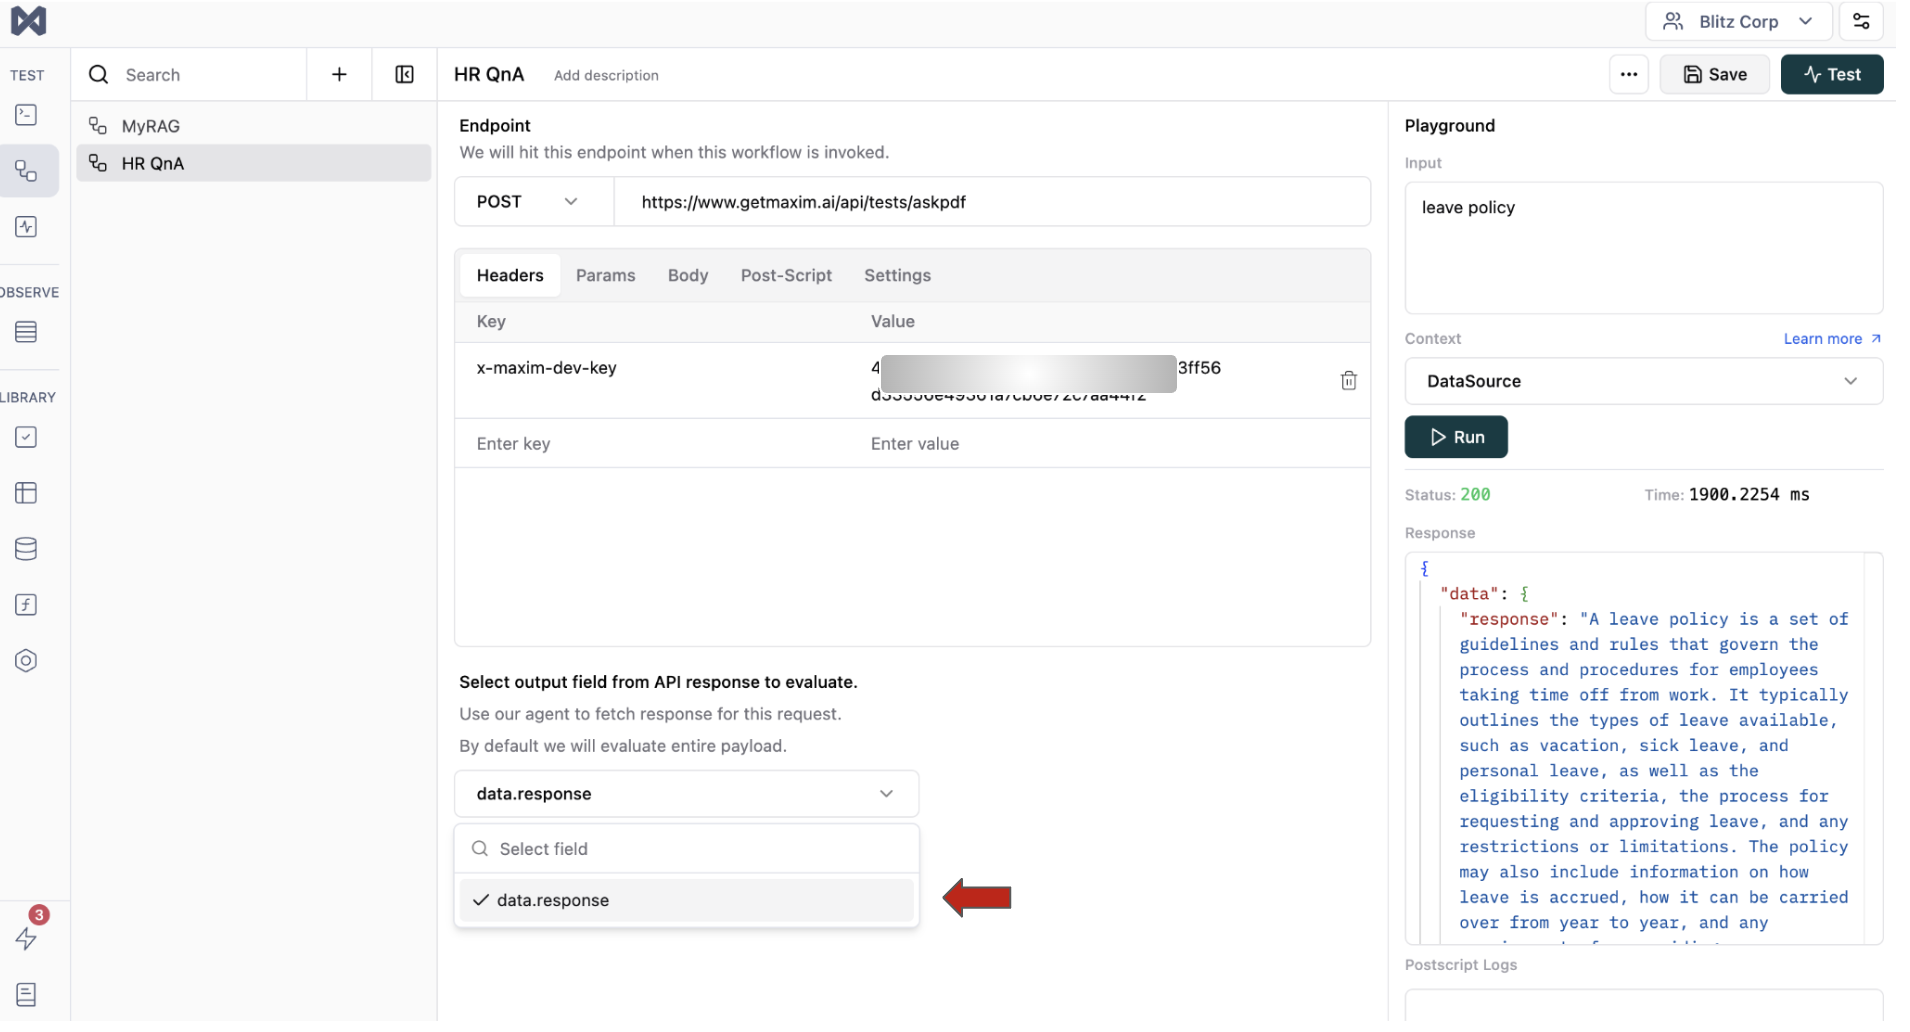 Blitz Corp
TEST
Search
HR QnA
Add description
Save
Test
MyRAG
HR QnA
OBSERVE
LIBRARY
3
Endpoint
We will hit this endpoint when this workflow is invoked.
POST
https://www.getmaxim.ai/api/tests/askpdf
Headers
Params
Body
Post-Script
Settings
Key
Value
x-maxim-dev-key
3ff56
Enter key
Enter value
Select output field from API response to evaluate.
Use our agent to fetch response for this request.
By default we will evaluate entire payload.
data.response
Select field
data.response
Playground
Input
leave policy
Context
Learn more
DataSource
Run
Status: 200
Time: 1900.2254 ms
Response
{
"data": {
"response": "A leave policy is a set of
guidelines and rules that govern the
process and procedures for employees
taking time off from work. It typically
outlines the types of leave available,
such as vacation, sick leave, and
personal leave, as well as the
eligibility criteria, the process for
requesting and approving leave, and any
restrictions or limitations. The policy
may also include information on how
leave is accrued, how it can be carried
over from year to year, and any
Postscript Logs